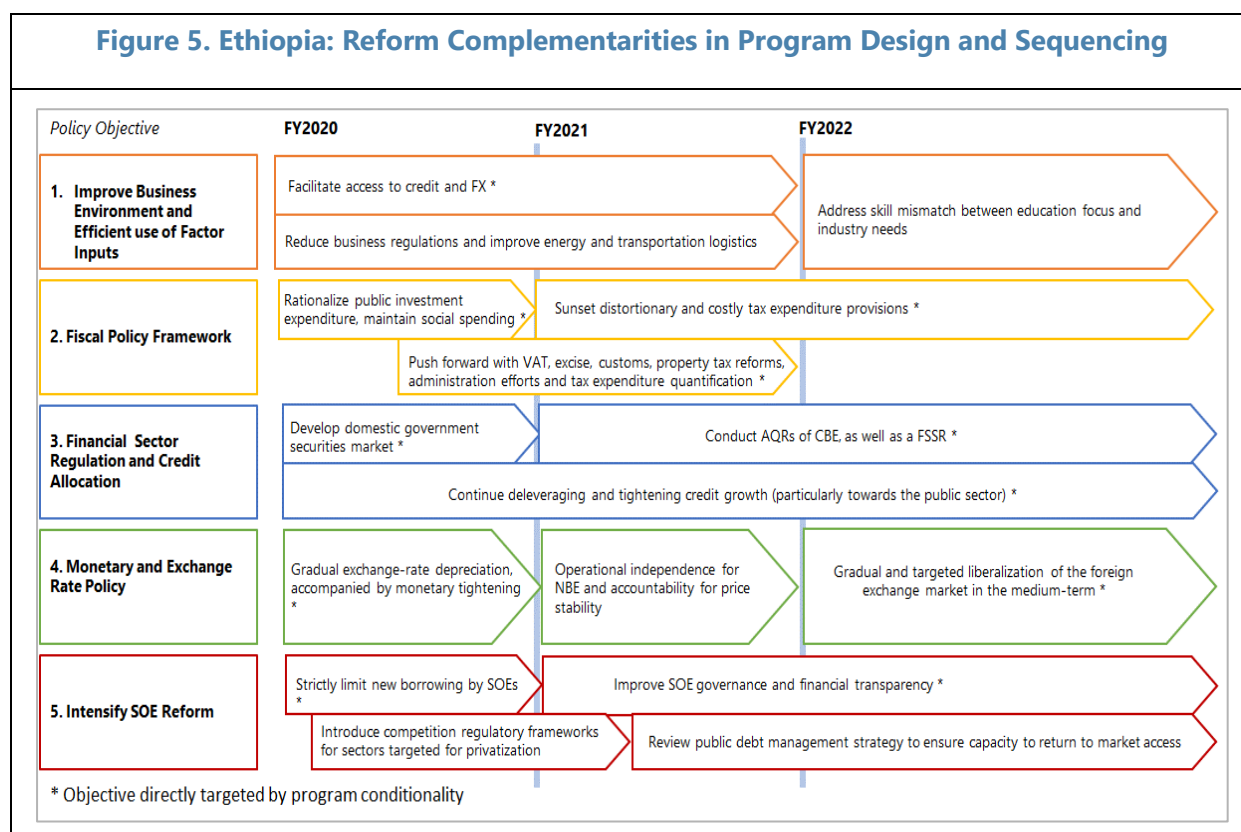 Figure 5. Ethiopia: Reform Complementarities in Program Design and Sequencing
Policy Objective
FY2020
FY2021
FY2022
1. Improve Business
Environment and
Efficient use of Factor
Inputs
Facilitate access to credit and FX *
Reduce business regulations and improve energy and transportation logistics
Address skill mismatch between education focus and
industry needs
2. Fiscal Policy Framework
Rationalize public investment
expenditure, maintain social spending *
Sunset distortionary and costly tax expenditure provisions *
Push forward with VAT, excise, customs, property tax reforms,
administration efforts and tax expenditure quantification *
3. Financial Sector
Regulation and Credit
Allocation
Develop domestic government
securities market *
Conduct AQRs of CBE, as well as a FSSR *
Continue deleveraging and tightening credit growth (particularly towards the public sector) *
4. Monetary and Exchange
Rate Policy
Gradual exchange-rate depreciation,
accompanied by monetary tightening
*
Operational independence for
NBE and accountability for price
stability
Gradual and targeted liberalization of the foreign
exchange market in the medium-term *
5. Intensify SOE Reform
Strictly limit new borrowing by SOEs
*
Improve SOE governance and financial transparency *
Introduce competition regulatory frameworks
for sectors targeted for privatization
Review public debt management strategy to ensure capacity to return to market access
* Objective directly targeted by program conditionality